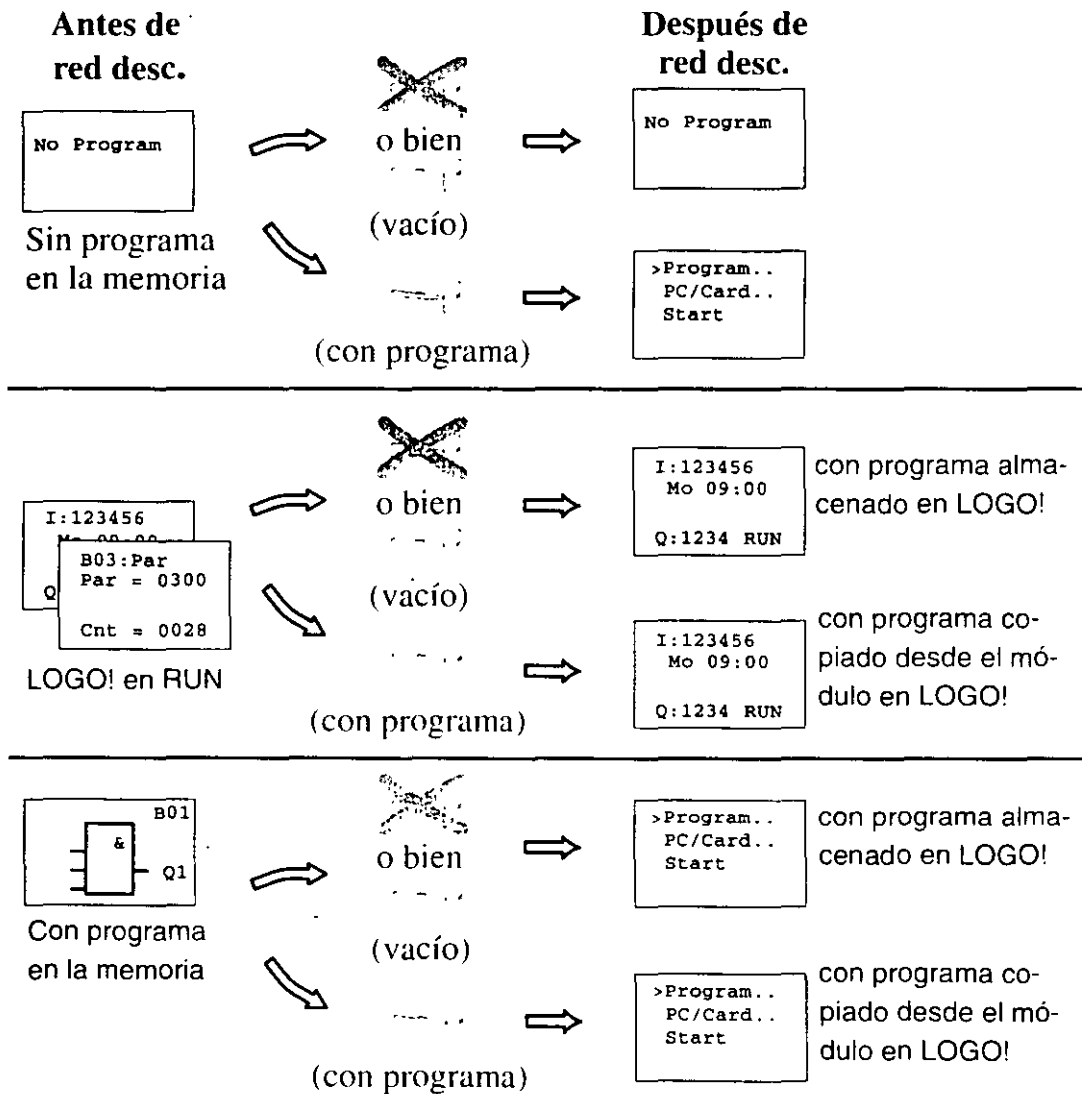 Antes de
red desc.
Después de
red desc.
No Program
o bien
No Program
(vacío)
Sin programa
en la memoria
>Program..
PC/Card..
Start
(con programa)
I:123456
Mo 09:00
Q
B03:Par
Par = 0300
Cnt = 0028
LOGO! en RUN
o bien
(vacío)
(con programa)
I:123456
Mo 09:00
Q:1234 RUN
con programa alma-
cenado en LOGO!
I:123456
Mo 09:00
Q:1234 RUN
con programa co-
piado desde el mó-
dulo en LOGO!
B01
&
Q1
Con programa
en la memoria
o bien
(vacío)
(con programa)
>Program..
PC/Card..
Start
con programa alma-
cenado en LOGO!
>Program..
PC/Card..
Start
con programa co-
piado desde el mó-
dulo en LOGO!